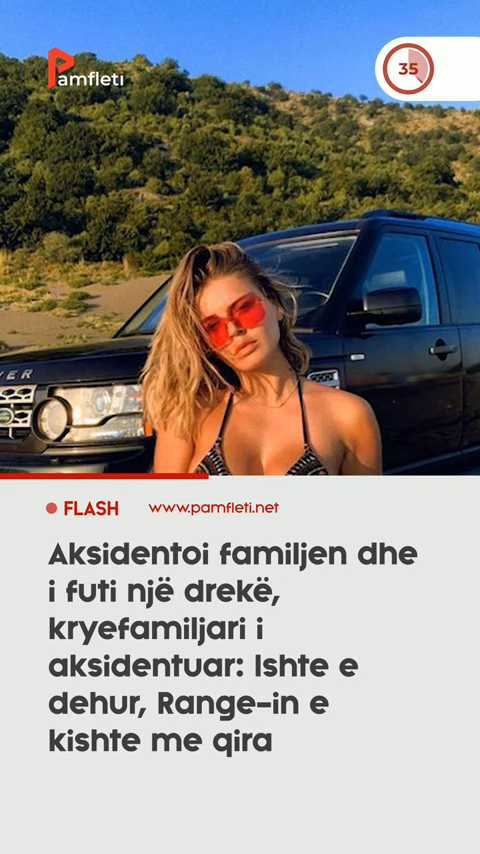 Pamfleti
35
VER
FLASH
www.pamfleti.net
Aksidentoi familjen dhe
i futi një drekë,
kryefamiljari i
aksidentuar: Ishte e
dehur, Range-in e
kishte me qira